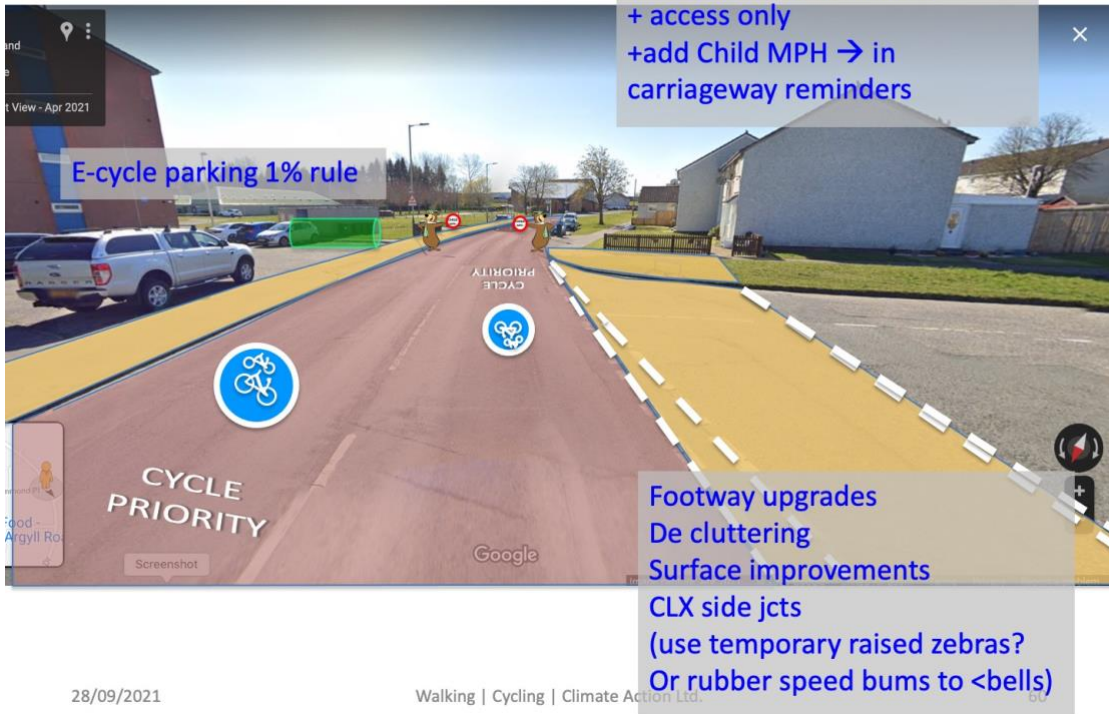 + access only
+add Child MPH → in
carriageway reminders
and
e
t View - Apr 2021
E-cycle parking 1% rule
CYCLE
PRIORITY
CYCLE
PRIORITY
Food -
Argyll Ro
Screenshot
Google
Footway upgrades
De cluttering
Surface improvements
CLX side jcts
(use temporary raised zebras?
Or rubber speed bums to <bells)
28/09/2021
Walking | Cycling | Climate Action Ltd.
60